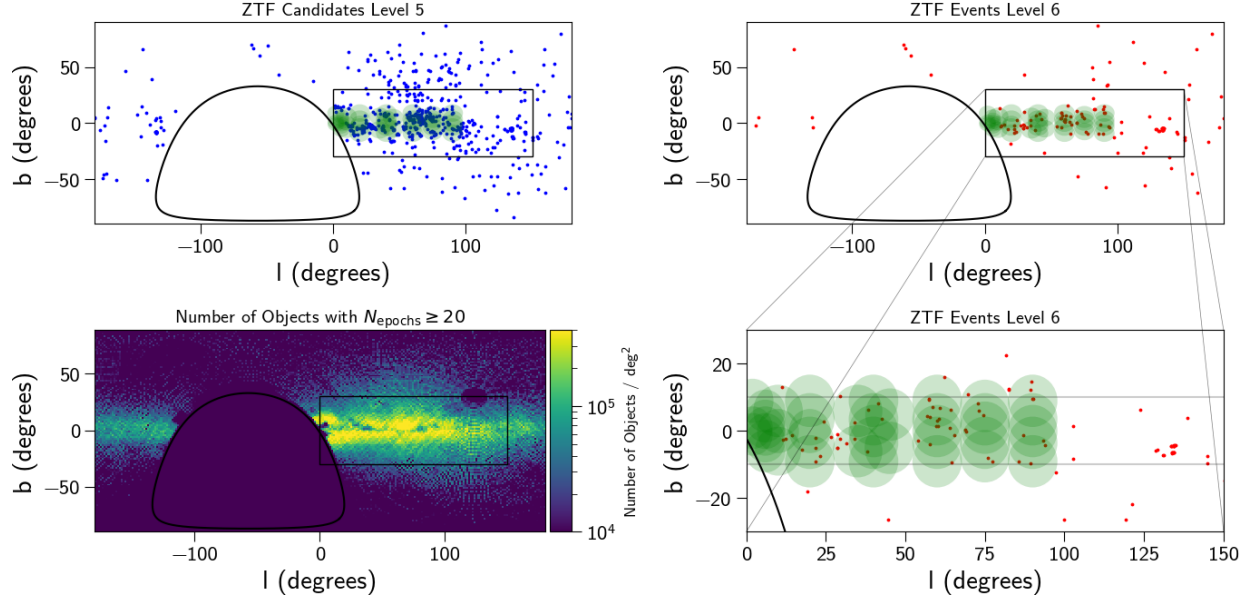 ZTF Candidates Level 5
b (degrees)
50
0
−50
−100
0
100
l (degrees)
ZTF Events Level 6
b (degrees)
50
0
−50
−100
0
100
l (degrees)
Number of Objects with N_epochs ≥ 20
b (degrees)
50
0
−50
−100
0
100
l (degrees)
10^5
10^4
Number of Objects / deg^2
ZTF Events Level 6
b (degrees)
20
0
−20
0
25
50
75
100
125
150
l (degrees)